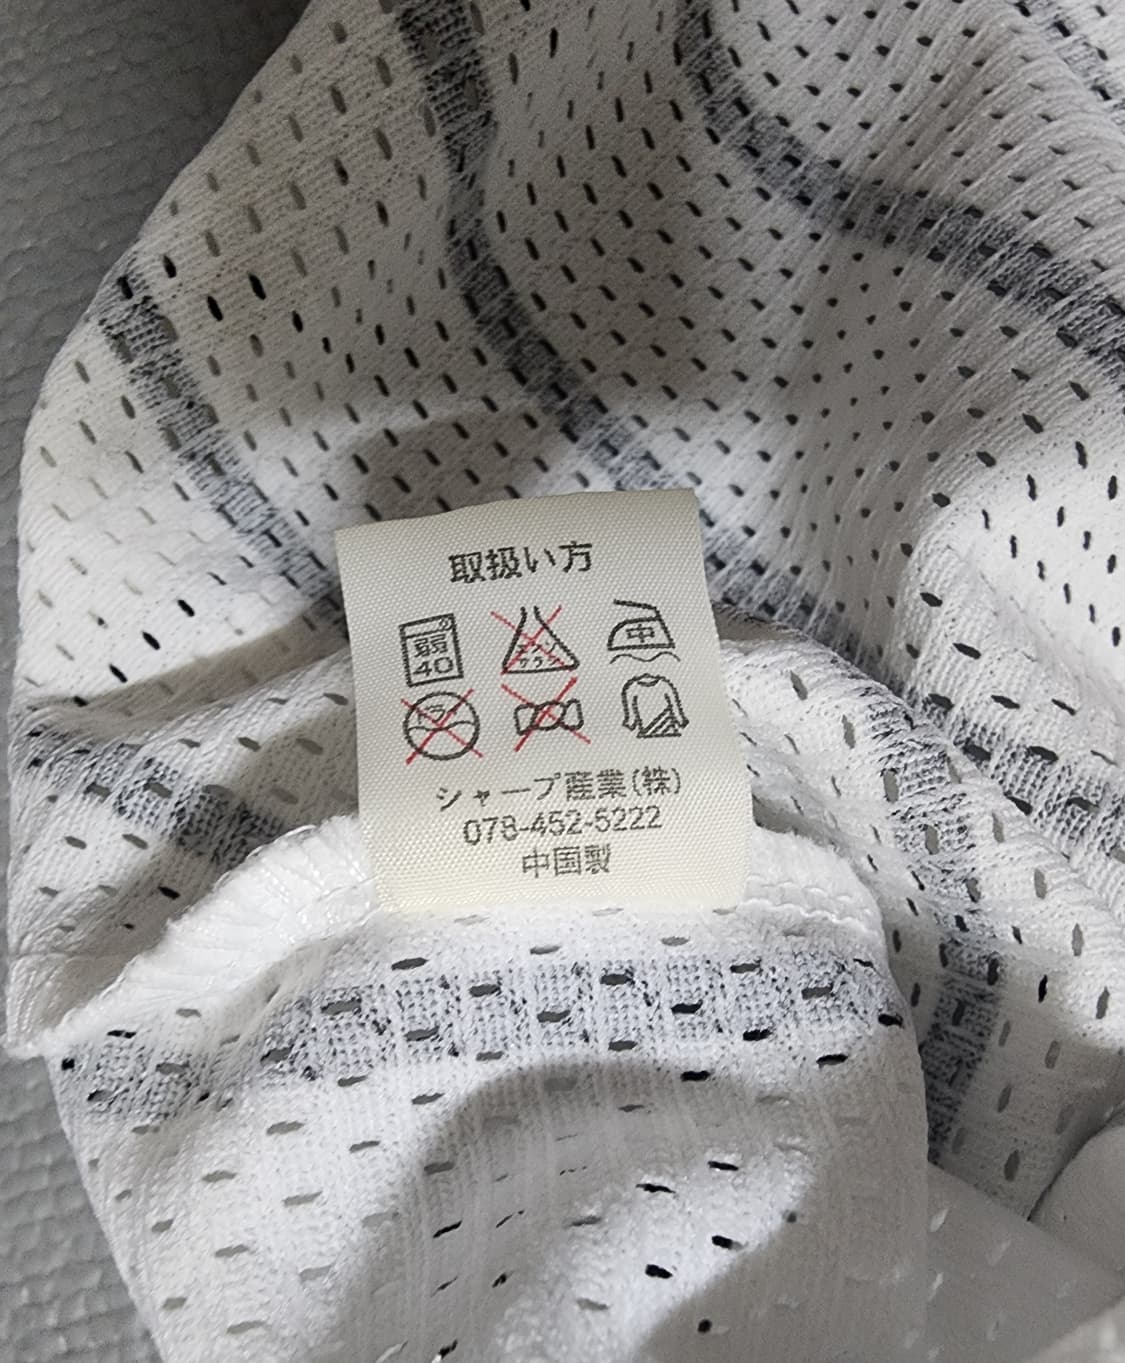 取扱い方
弱
40
中
シャープ産業(株)
078-452-5222
中国製